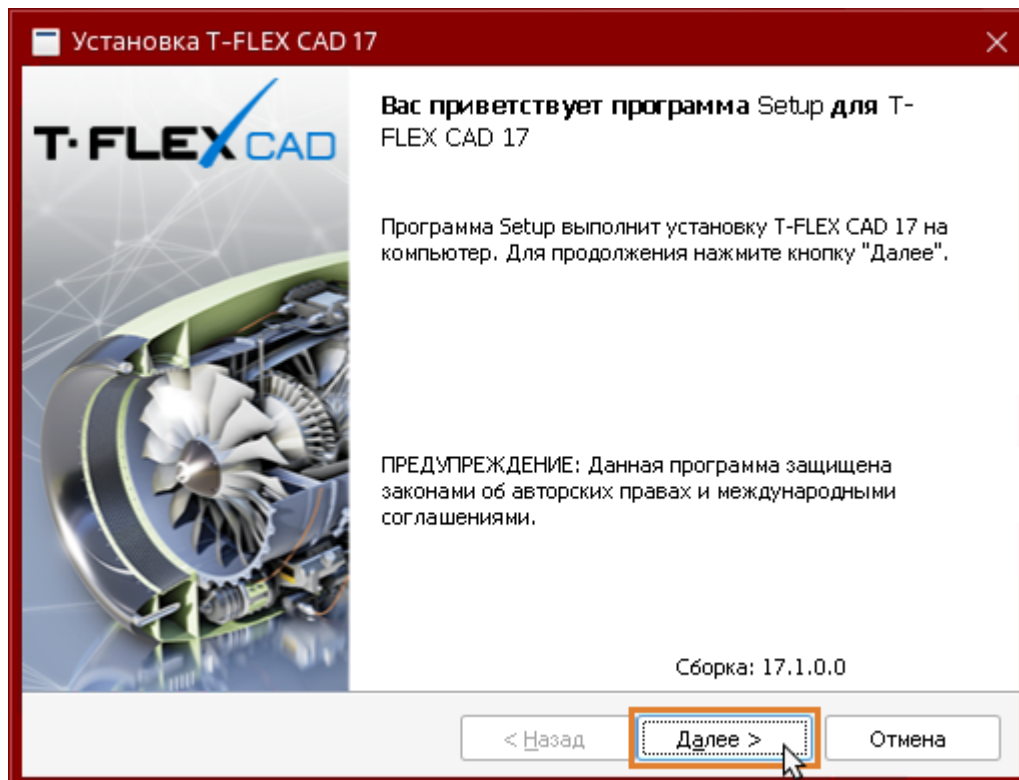 Установка T-FLEX CAD 17
T-FLEX CAD
Вас приветствует программа Setup для T-
FLEX CAD 17
Программа Setup выполнит установку T-FLEX CAD 17 на
компьютер. Для продолжения нажмите кнопку "Далее".
ПРЕДУПРЕЖДЕНИЕ: Данная программа защищена
законами об авторских правах и международными
соглашениями.
Сборка: 17.1.0.0
< Назад
Далее >
Отмена